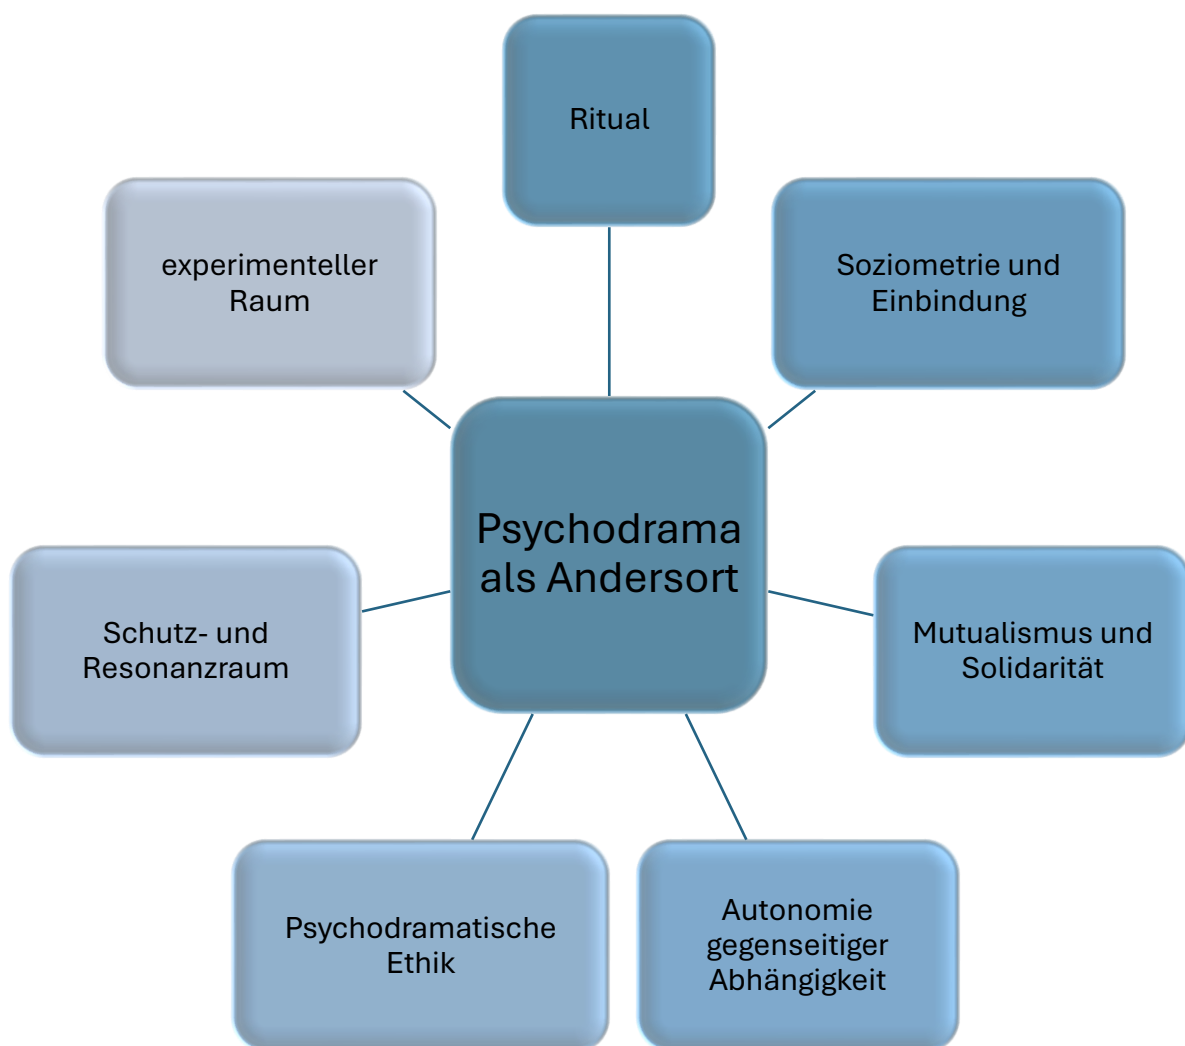 Ritual
experimenteller
Raum
Soziometrie und
Einbindung
Psychodrama
als Andersort
Schutz- und
Resonanzraum
Mutualismus und
Solidarität
Psychodramatische
Ethik
Autonomie
gegenseitiger
Abhängigkeit